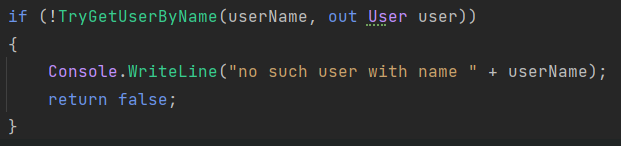 if (!TryGetUserByName(userName, out User user))
{
    Console.WriteLine("no such user with name " + userName);
    return false;
}